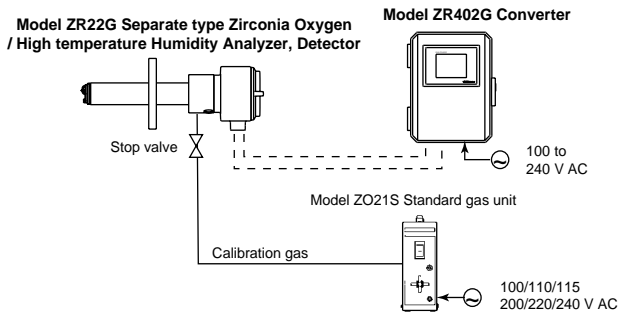 Model ZR22G Separate type Zirconia Oxygen
/ High temperature Humidity Analyzer, Detector
Model ZR402G Converter
Stop valve
100 to
240 V AC
Model ZO21S Standard gas unit
Calibration gas
100/110/115
200/220/240 V AC